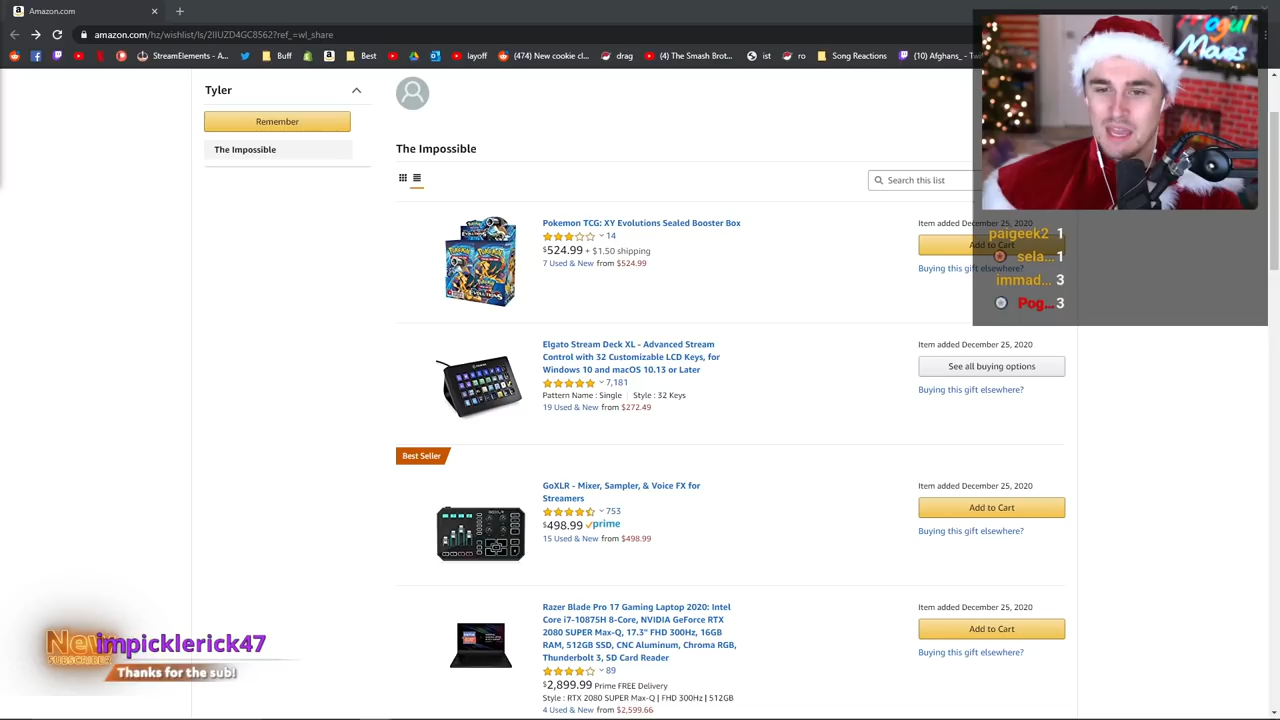 Amazon.com
amazon.com/hz/wishlist/ls/2IIUZD4GC8562?ref_=wl_share
StreamElements - A...
Buff
Best
layoff
(474) New cookie cl...
drag
(4) The Smash Brot...
ist
ro
Song Reactions
(10) Afghans_ - Tw
Mogul
Moves
Tyler
Remember
The Impossible
The Impossible
Search this list
Pokemon TCG: XY Evolutions Sealed Booster Box
14
$524.99 + $1.50 shipping
7 Used & New from $524.99
Item added December 25, 2020
Add to Cart
Buying this gift elsewhere?
paigeek2 1
sela... 1
immad... 3
Pog... 3
Elgato Stream Deck XL - Advanced Stream
Control with 32 Customizable LCD Keys, for
Windows 10 and macOS 10.13 or Later
7,181
Pattern Name : Single | Style : 32 Keys
19 Used & New from $272.49
Item added December 25, 2020
See all buying options
Buying this gift elsewhere?
Best Seller
GoXLR - Mixer, Sampler, & Voice FX for
Streamers
753
$498.99 prime
15 Used & New from $498.99
Item added December 25, 2020
Add to Cart
Buying this gift elsewhere?
Razer Blade Pro 17 Gaming Laptop 2020: Intel
Core i7-10875H 8-Core, NVIDIA GeForce RTX
2080 SUPER Max-Q, 17.3" FHD 300Hz, 16GB
RAM, 512GB SSD, CNC Aluminum, Chroma RGB,
Thunderbolt 3, SD Card Reader
89
$2,899.99 Prime FREE Delivery
Style : RTX 2080 SUPER Max-Q | FHD 300Hz | 512GB
4 Used & New from $2,599.66
Item added December 25, 2020
Add to Cart
Buying this gift elsewhere?
New impicklerick47
SUBSCRIBER
Thanks for the sub!